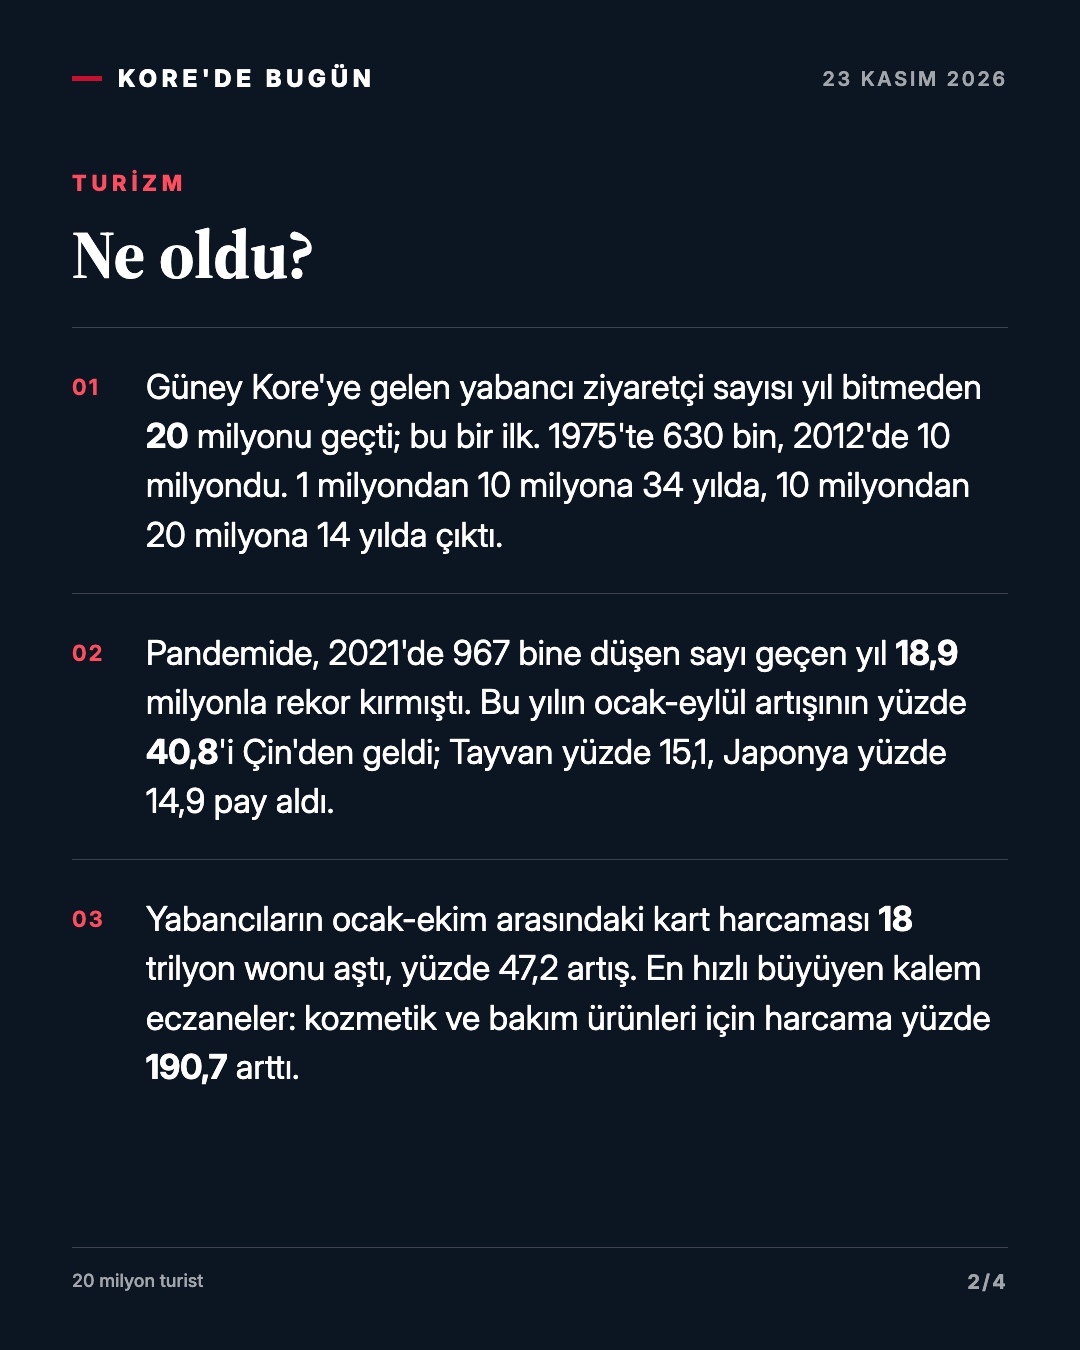 KORE'DE BUGÜN
23 KASIM 2026
TURİZM
Ne oldu?
01
Güney Kore'ye gelen yabancı ziyaretçi sayısı yıl bitmeden
20 milyonu geçti; bu bir ilk. 1975'te 630 bin, 2012'de 10
milyondu. 1 milyondan 10 milyona 34 yılda, 10 milyondan
20 milyona 14 yılda çıktı.
02
Pandemide, 2021'de 967 bine düşen sayı geçen yıl 18,9
milyonla rekor kırmıştı. Bu yılın ocak-eylül artışının yüzde
40,8'i Çin'den geldi; Tayvan yüzde 15,1, Japonya yüzde
14,9 pay aldı.
03
Yabancıların ocak-ekim arasındaki kart harcaması 18
trilyon wonu aştı, yüzde 47,2 artış. En hızlı büyüyen kalem
eczaneler: kozmetik ve bakım ürünleri için harcama yüzde
190,7 arttı.
20 milyon turist
2/4